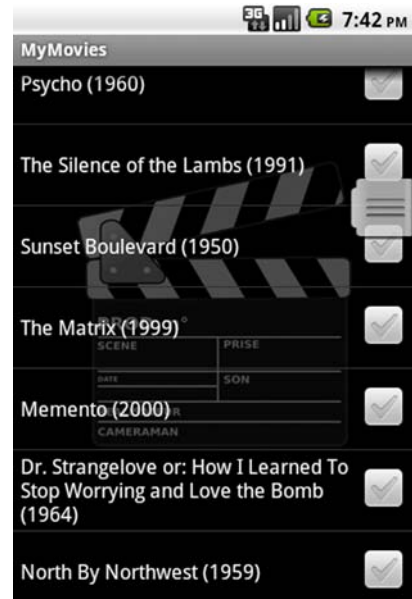 3G 7:42 PM
MyMovies
Psycho (1960)
The Silence of the Lambs (1991)
Sunset Boulevard (1950)
The Matrix (1999)
SCENE PRISE
DATE SON
Memento (2000)
CAMERAMAN
Dr. Strangelove or: How I Learned To
Stop Worrying and Love the Bomb
(1964)
North By Northwest (1959)